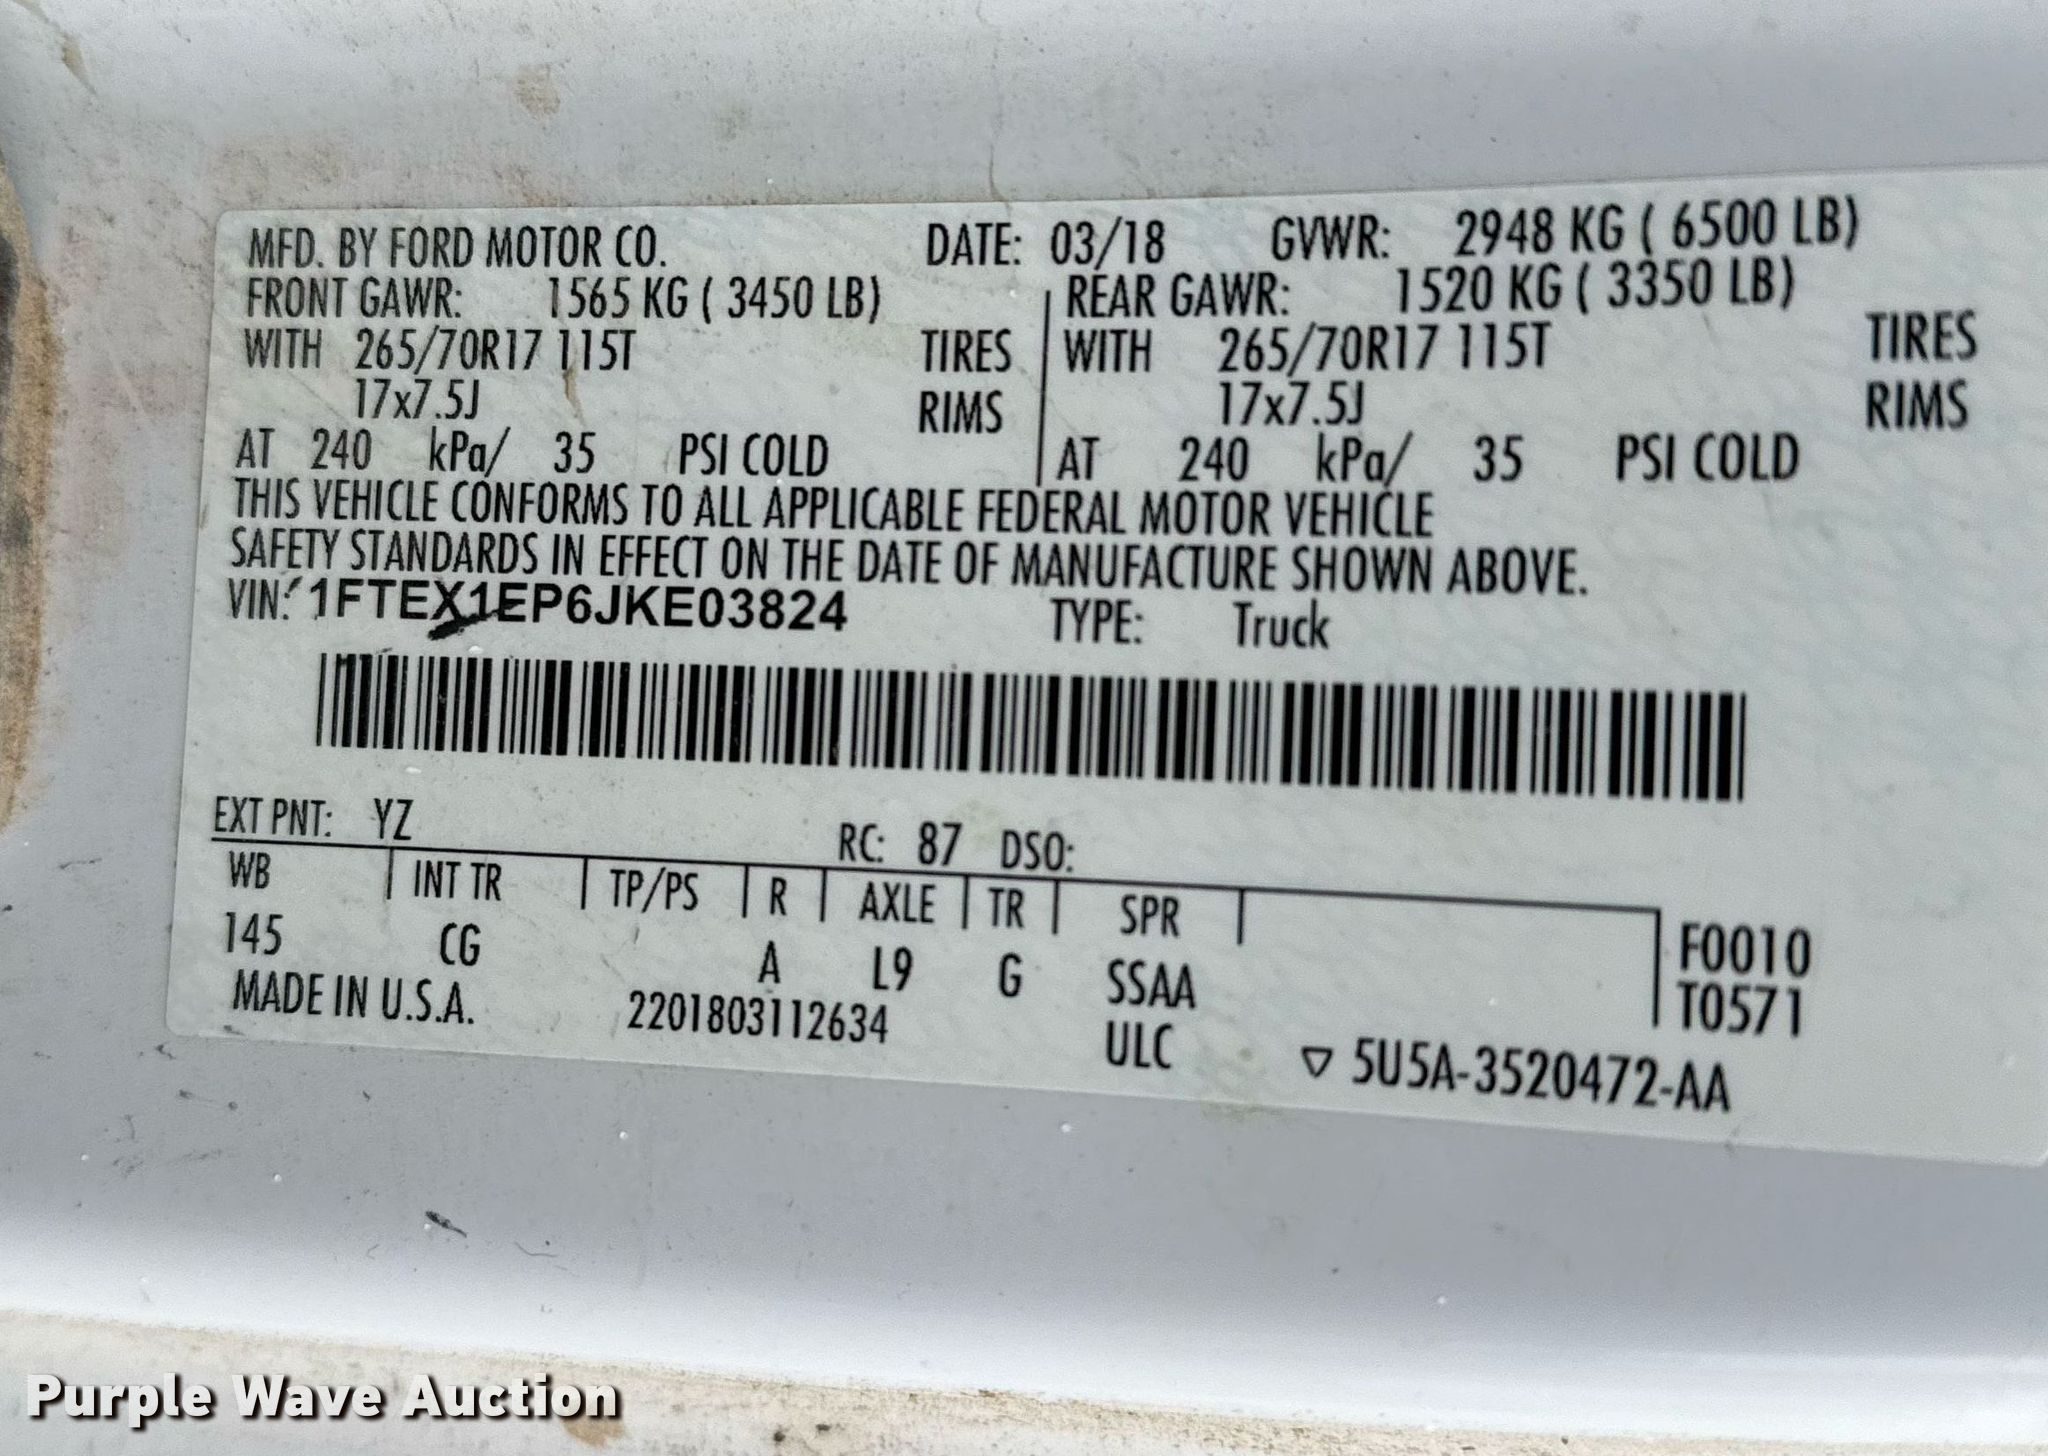 MFD. BY FORD MOTOR CO. DATE: 03/18 GVWR: 2948 KG ( 6500 LB)
FRONT GAWR: 1565 KG ( 3450 LB) REAR GAWR: 1520 KG ( 3350 LB)
WITH 265/70R17 115T TIRES WITH 265/70R17 115T TIRES
17x7.5J RIMS 17x7.5J RIMS
AT 240 kPa/ 35 PSI COLD AT 240 kPa/ 35 PSI COLD
THIS VEHICLE CONFORMS TO ALL APPLICABLE FEDERAL MOTOR VEHICLE
SAFETY STANDARDS IN EFFECT ON THE DATE OF MANUFACTURE SHOWN ABOVE.
VIN: 1FTEX1EP6JKE03824 TYPE: Truck
EXT PNT: YZ RC: 87 DSO:
WB INT TR TP/PS R AXLE TR SPR
145 CG A L9 G SSAA F0010
MADE IN U.S.A. 2201803112634 ULC T0571
▽ 5U5A-3520472-AA
Purple Wave Auction